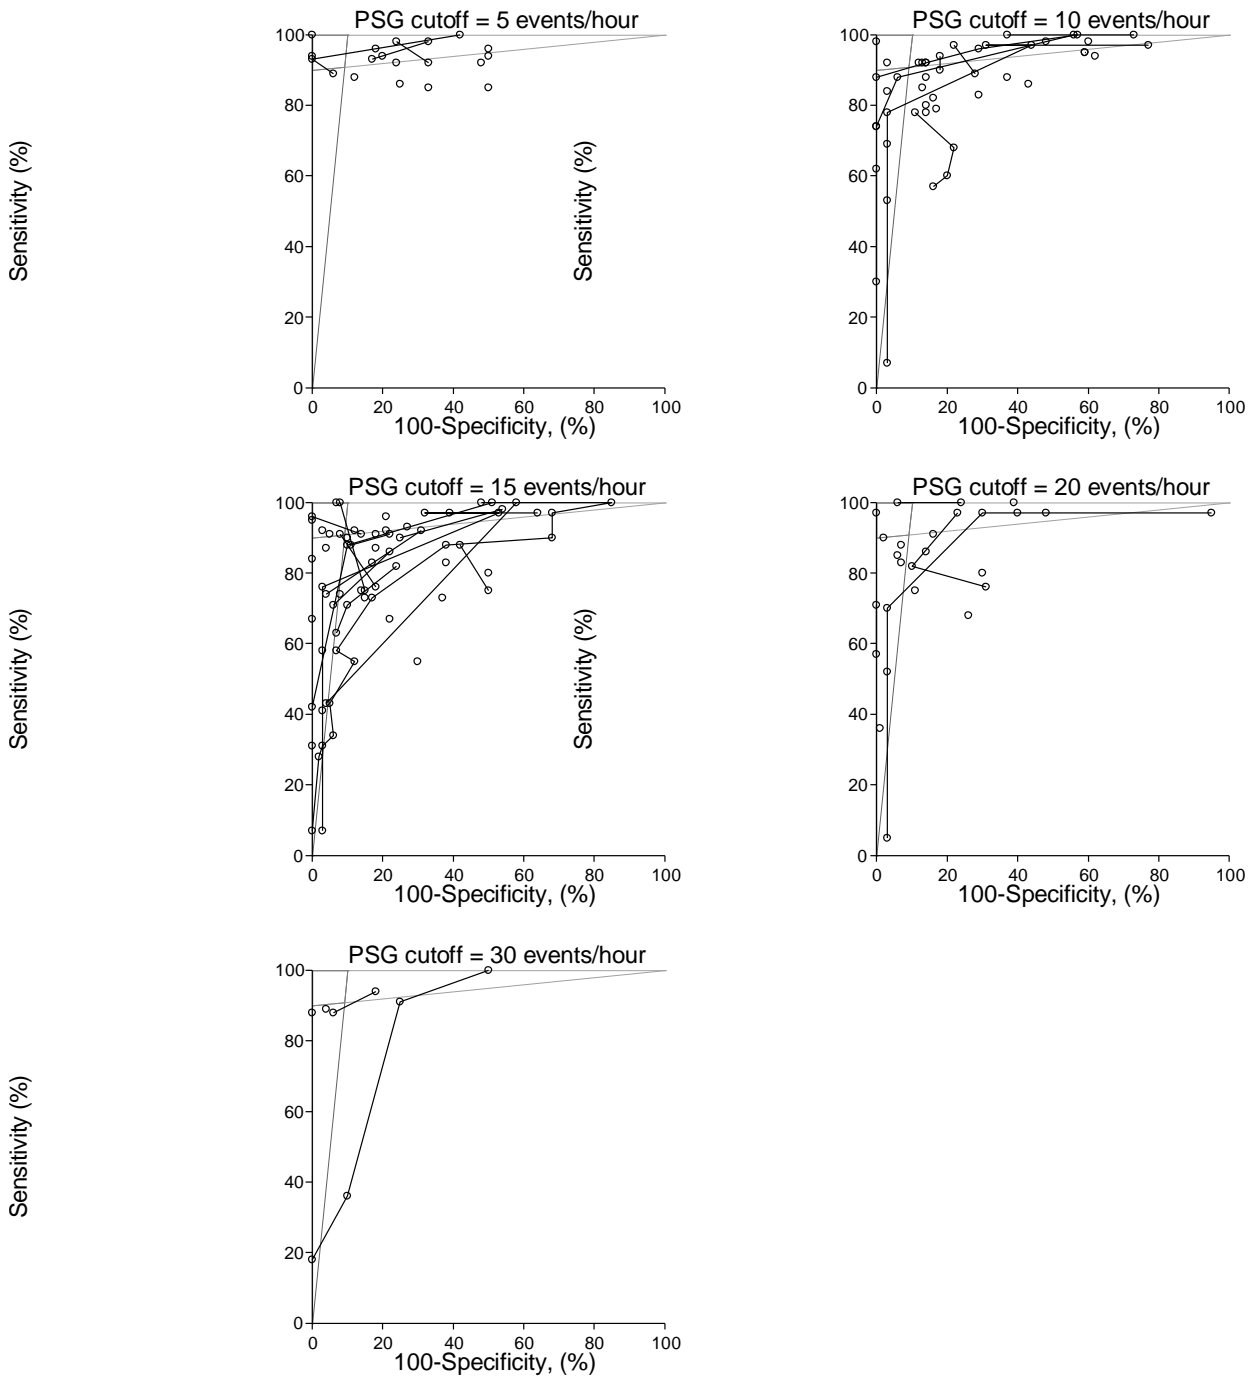 PSG cutoff = 5 events/hour
Sensitivity (%)
100
80
60
40
20
0
0 20 40 60 80 100
100-Specificity, (%)
PSG cutoff = 10 events/hour
Sensitivity (%)
100
80
60
40
20
0
0 20 40 60 80 100
100-Specificity, (%)
PSG cutoff = 15 events/hour
Sensitivity (%)
100
80
60
40
20
0
0 20 40 60 80 100
100-Specificity, (%)
PSG cutoff = 20 events/hour
Sensitivity (%)
100
80
60
40
20
0
0 20 40 60 80 100
100-Specificity, (%)
PSG cutoff = 30 events/hour
Sensitivity (%)
100
80
60
40
20
0
0 20 40 60 80 100
100-Specificity, (%)